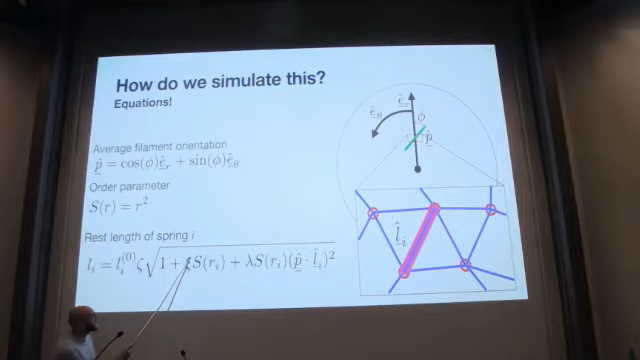 How do we simulate this?
Equations!
Average filament orientation
p̂ = cos(ϕ)ê_r + sin(ϕ)ê_θ
Order parameter
S(r) = r²
Rest length of spring i
l_i = l_i^(0) ζ √(1 + ξS(r_i) + λS(r_i)(p̂ · l̂_i)²)
ê_r
ê_θ
ϕ
p̂
l̂_i